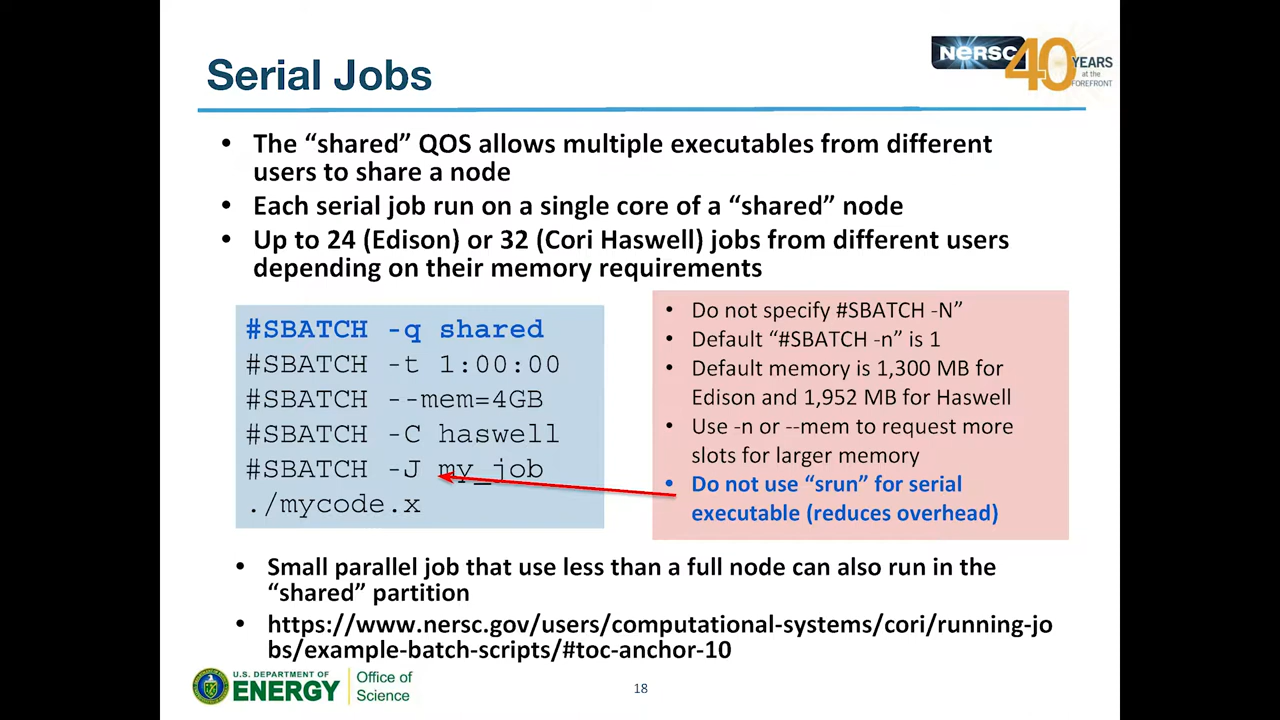 NERSC 40 YEARS
at the
FOREFRONT
Serial Jobs
• The “shared” QOS allows multiple executables from different
users to share a node
• Each serial job run on a single core of a “shared” node
• Up to 24 (Edison) or 32 (Cori Haswell) jobs from different users
depending on their memory requirements
#SBATCH -q shared
#SBATCH -t 1:00:00
#SBATCH --mem=4GB
#SBATCH -C haswell
#SBATCH -J my_job
./mycode.x
• Do not specify #SBATCH -N”
• Default “#SBATCH -n” is 1
• Default memory is 1,300 MB for
Edison and 1,952 MB for Haswell
• Use -n or --mem to request more
slots for larger memory
• Do not use “srun” for serial
executable (reduces overhead)
• Small parallel job that use less than a full node can also run in the
“shared” partition
• https://www.nersc.gov/users/computational-systems/cori/running-jo
bs/example-batch-scripts/#toc-anchor-10
U.S. DEPARTMENT OF
ENERGY
Office of
Science
18